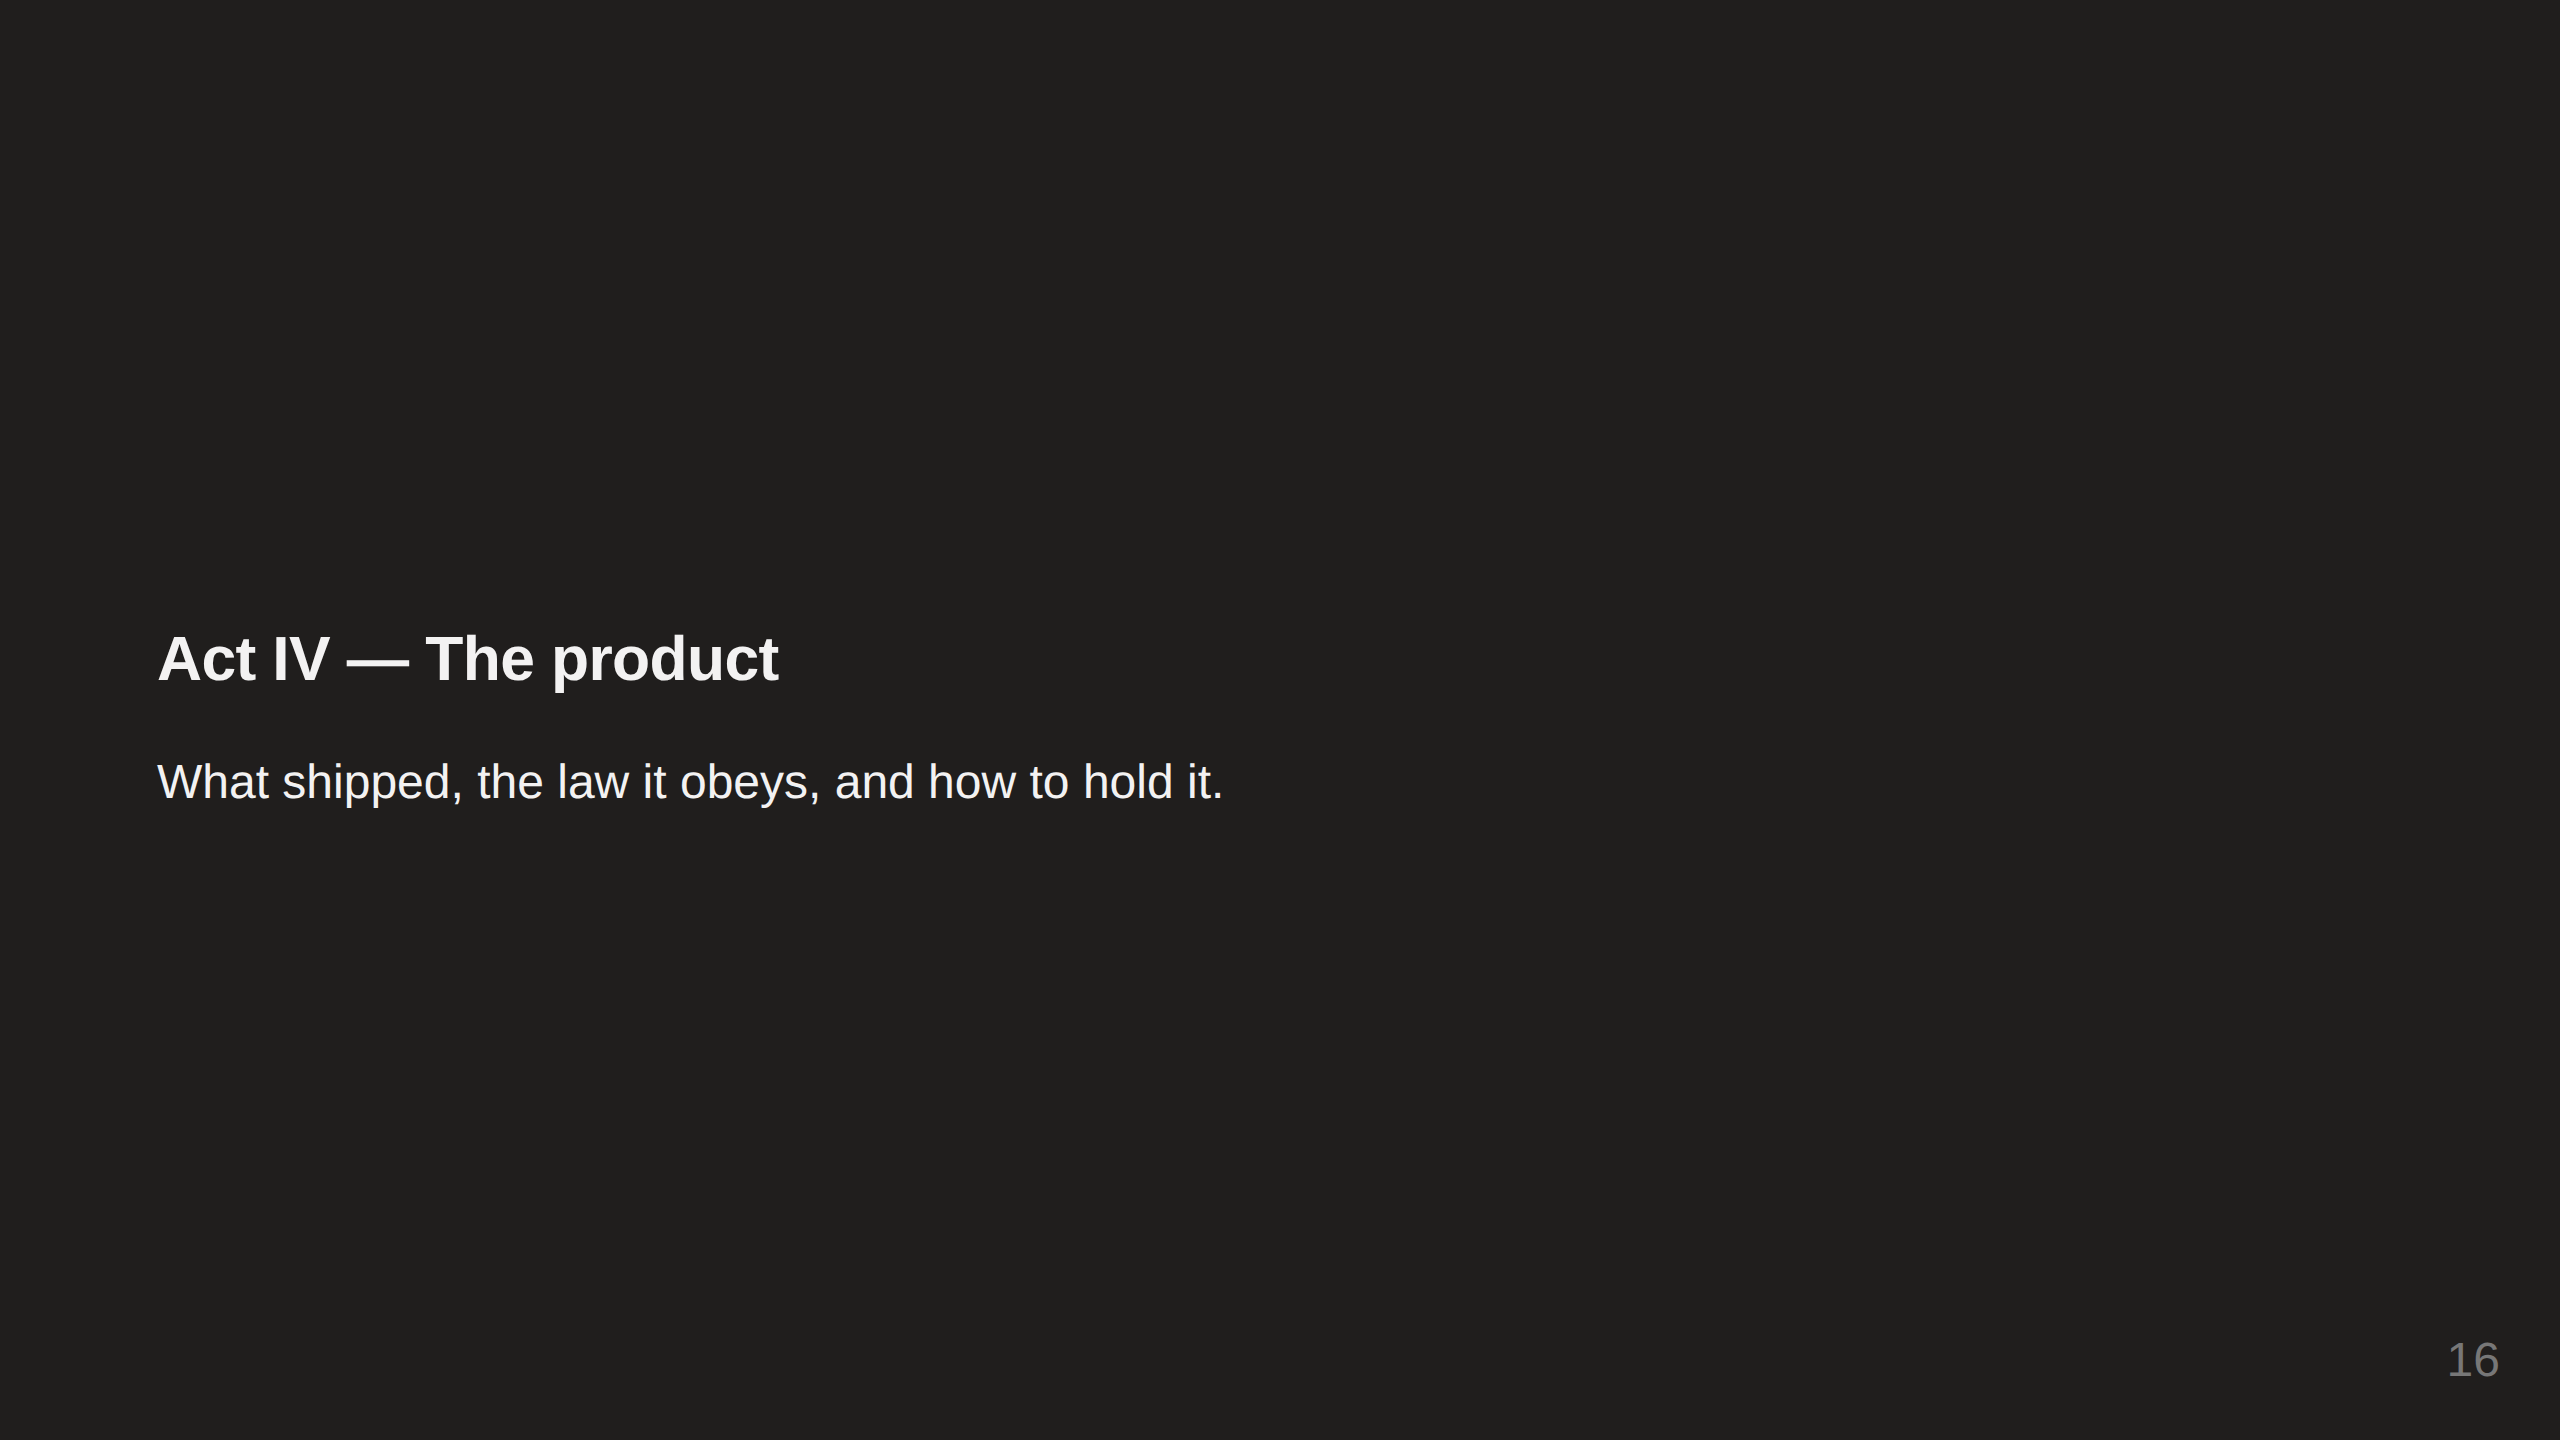 Act IV — The product
What shipped, the law it obeys, and how to hold it.
16